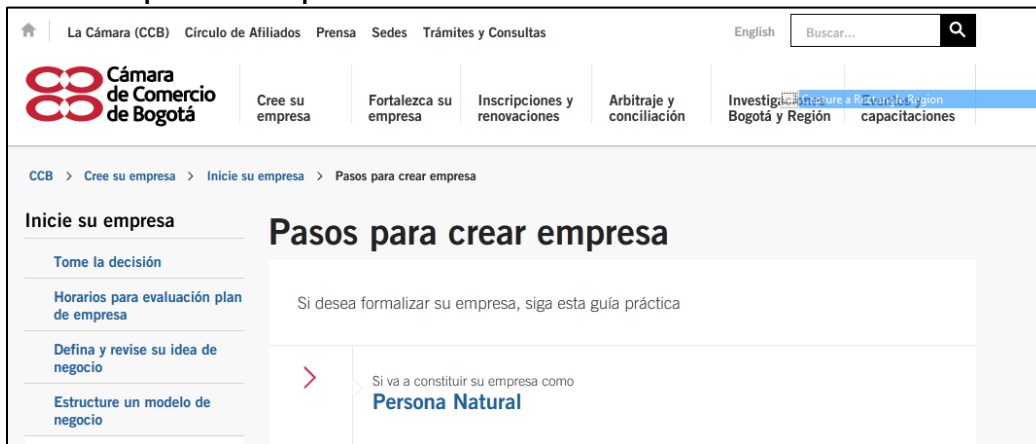 La Cámara (CCB) Círculo de Afiliados Prensa Sedes Trámites y Consultas English Buscar...
Cámara
de Comercio
de Bogotá
Cree su
empresa
Fortalezca su
empresa
Inscripciones y
renovaciones
Arbitraje y
conciliación
Bogotá y Región
capacitaciones
Capture a Rectangle Region
CCB > Cree su empresa > Inicie su empresa > Pasos para crear empresa
Inicie su empresa
Tome la decisión
Horarios para evaluación plan
de empresa
Defina y revise su idea de
negocio
Estructure un modelo de
negocio
Pasos para crear empresa
Si desea formalizar su empresa, siga esta guía práctica
Si va a constituir su empresa como
Persona Natural